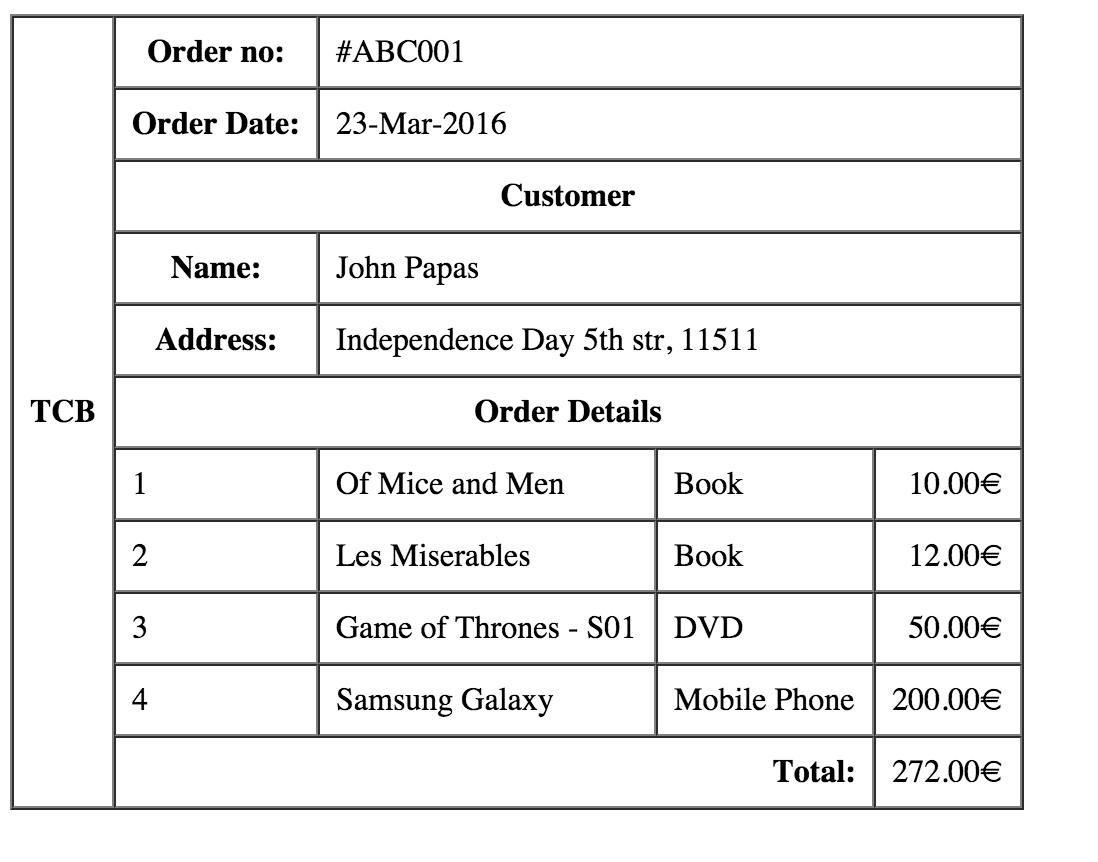 Order no: #ABC001
Order Date: 23-Mar-2016
Customer
Name: John Papas
Address: Independence Day 5th str, 11511
TCB
Order Details
1 Of Mice and Men Book 10.00€
2 Les Miserables Book 12.00€
3 Game of Thrones - S01 DVD 50.00€
4 Samsung Galaxy Mobile Phone 200.00€
Total: 272.00€